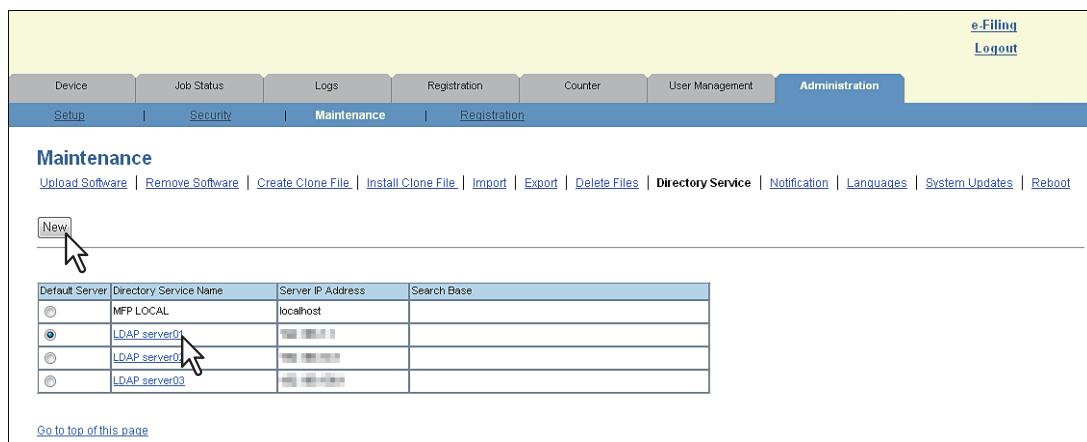 e-Filing
Logout
Device Job Status Logs Registration Counter User Management Administration
Setup | Security | Maintenance | Registration
Maintenance
Upload Software | Remove Software | Create Clone File | Install Clone File | Import | Export | Delete Files | Directory Service | Notification | Languages | System Updates | Reboot
New
Default Server Directory Service Name Server IP Address Search Base
MFP LOCAL localhost
LDAP server01
LDAP server02
LDAP server03
Go to top of this page